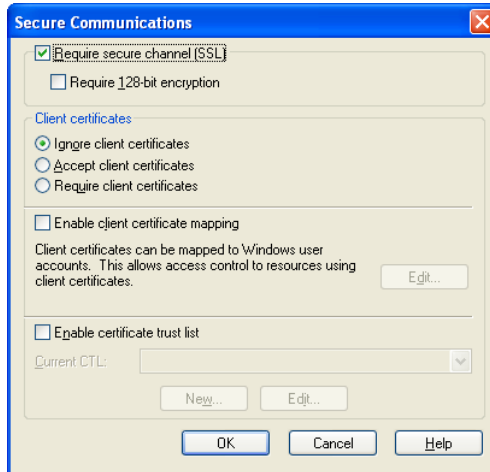 Secure Communications
Require secure channel (SSL)
Require 128-bit encryption
Client certificates
Ignore client certificates
Accept client certificates
Require client certificates
Enable client certificate mapping
Client certificates can be mapped to Windows user
accounts. This allows access control to resources using
client certificates.
Edit...
Enable certificate trust list
Current CTL:
New...
Edit...
OK
Cancel
Help